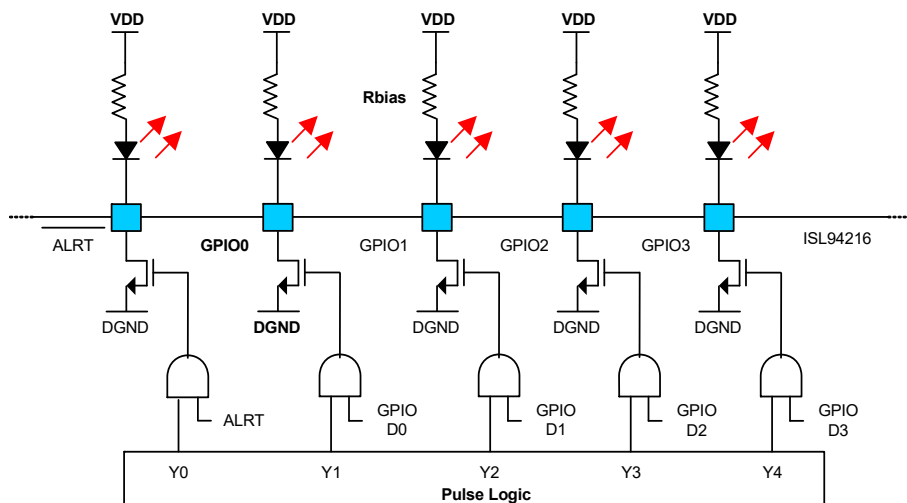 VDD VDD VDD VDD VDD
Rbias
ALRT GPIO0 GPIO1 GPIO2 GPIO3 ISL94216
DGND DGND DGND DGND DGND
ALRT GPIO GPIO GPIO GPIO
D0 D1 D2 D3
Y0 Y1 Y2 Y3 Y4
Pulse Logic